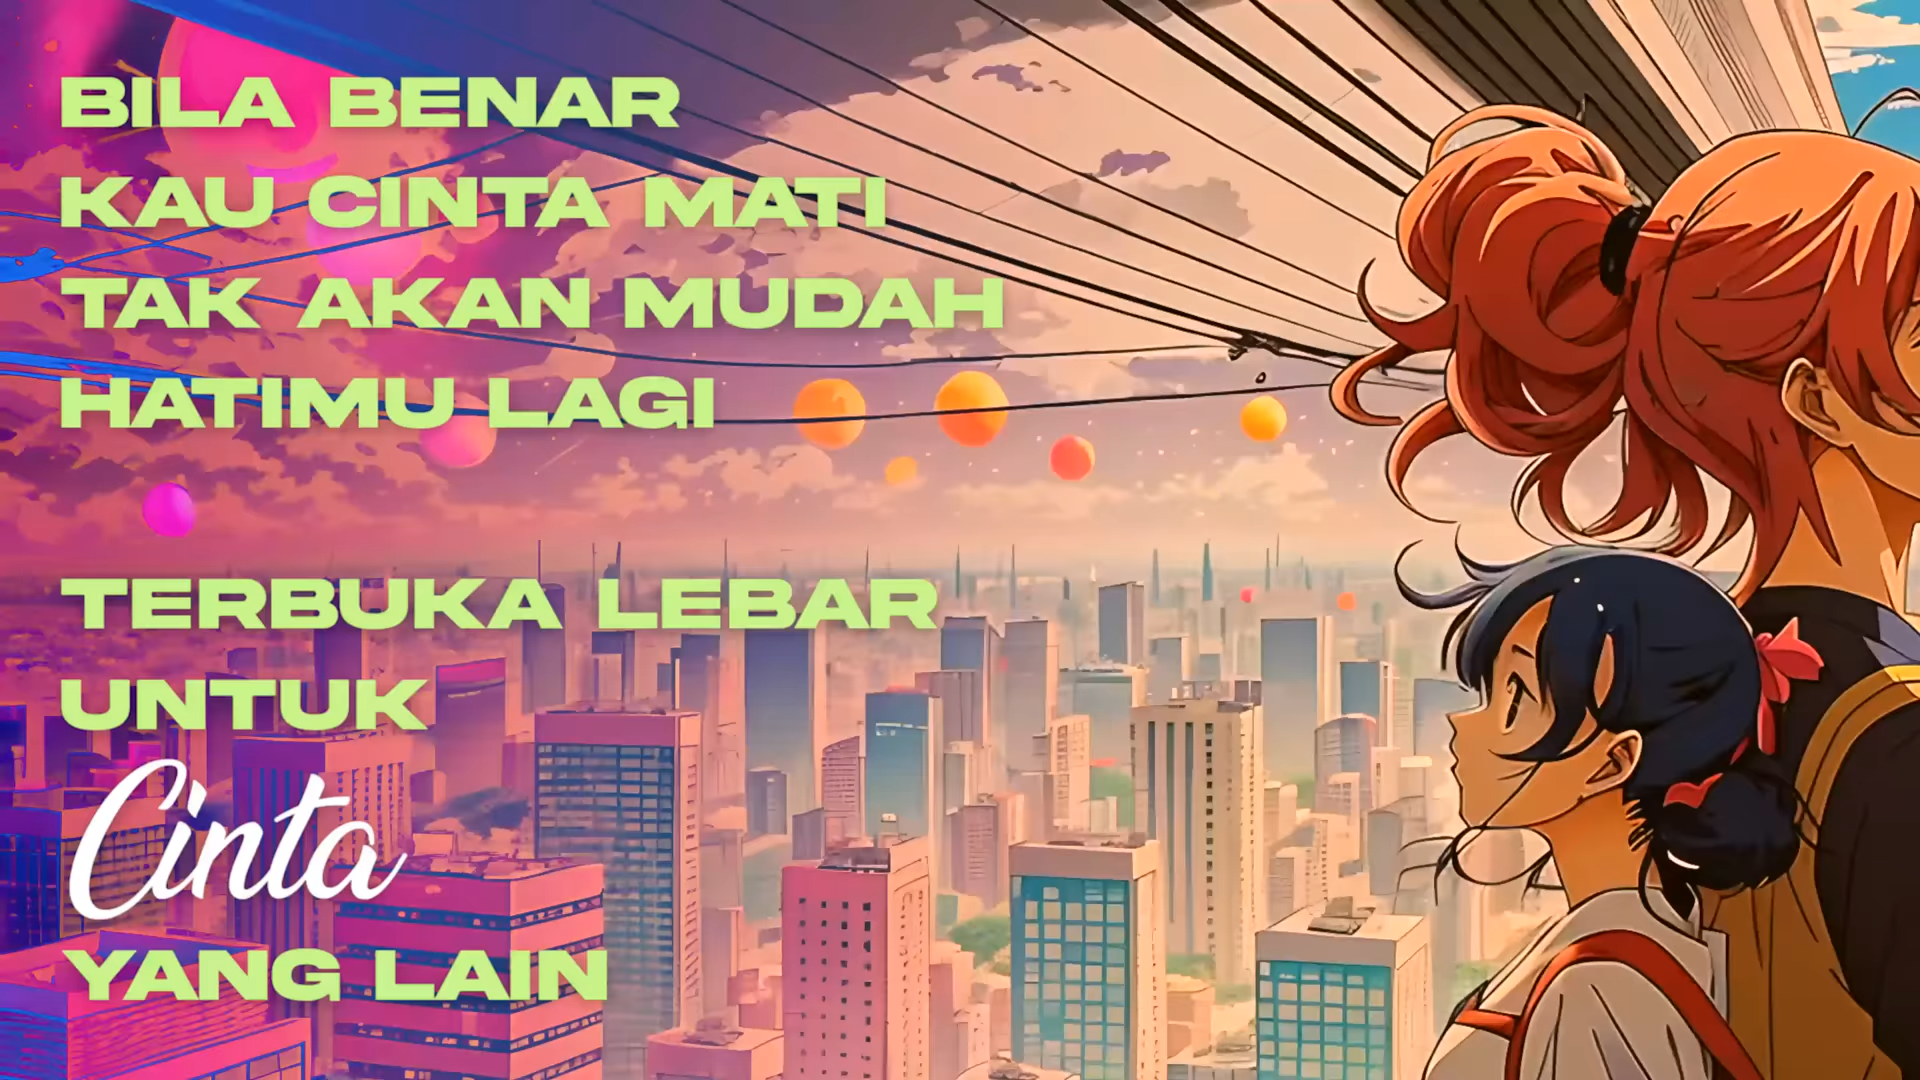 BILA BENAR
KAU CINTA MATI
TAK AKAN MUDAH
HATIMU LAGI
TERBUKA LEBAR
UNTUK
Cinta
YANG LAIN